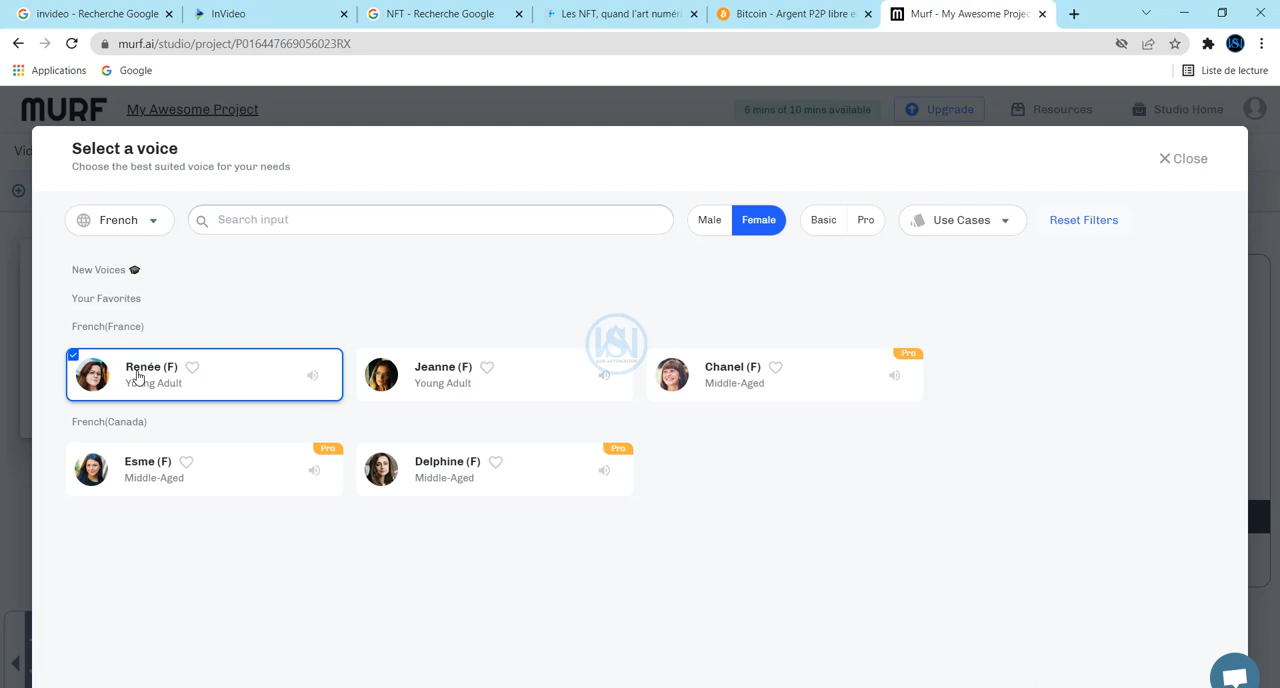 invideo - Recherche Google
InVideo
NFT - Recherche Google
Les NFT, quand l'art numéri
Bitcoin - Argent P2P libre e
Murf - My Awesome Projec
murf.ai/studio/project/P016447669056023RX
Applications
Google
Liste de lecture
MURF
My Awesome Project
6 mins of 10 mins available
Upgrade
Resources
Studio Home
Vid
Select a voice
Choose the best suited voice for your needs
Close
French
Search input
Male
Female
Basic
Pro
Use Cases
Reset Filters
New Voices
Your Favorites
French(France)
Renée (F)
Young Adult
Jeanne (F)
Young Adult
Pro
Chanel (F)
Middle-Aged
French(Canada)
Pro
Esme (F)
Middle-Aged
Pro
Delphine (F)
Middle-Aged